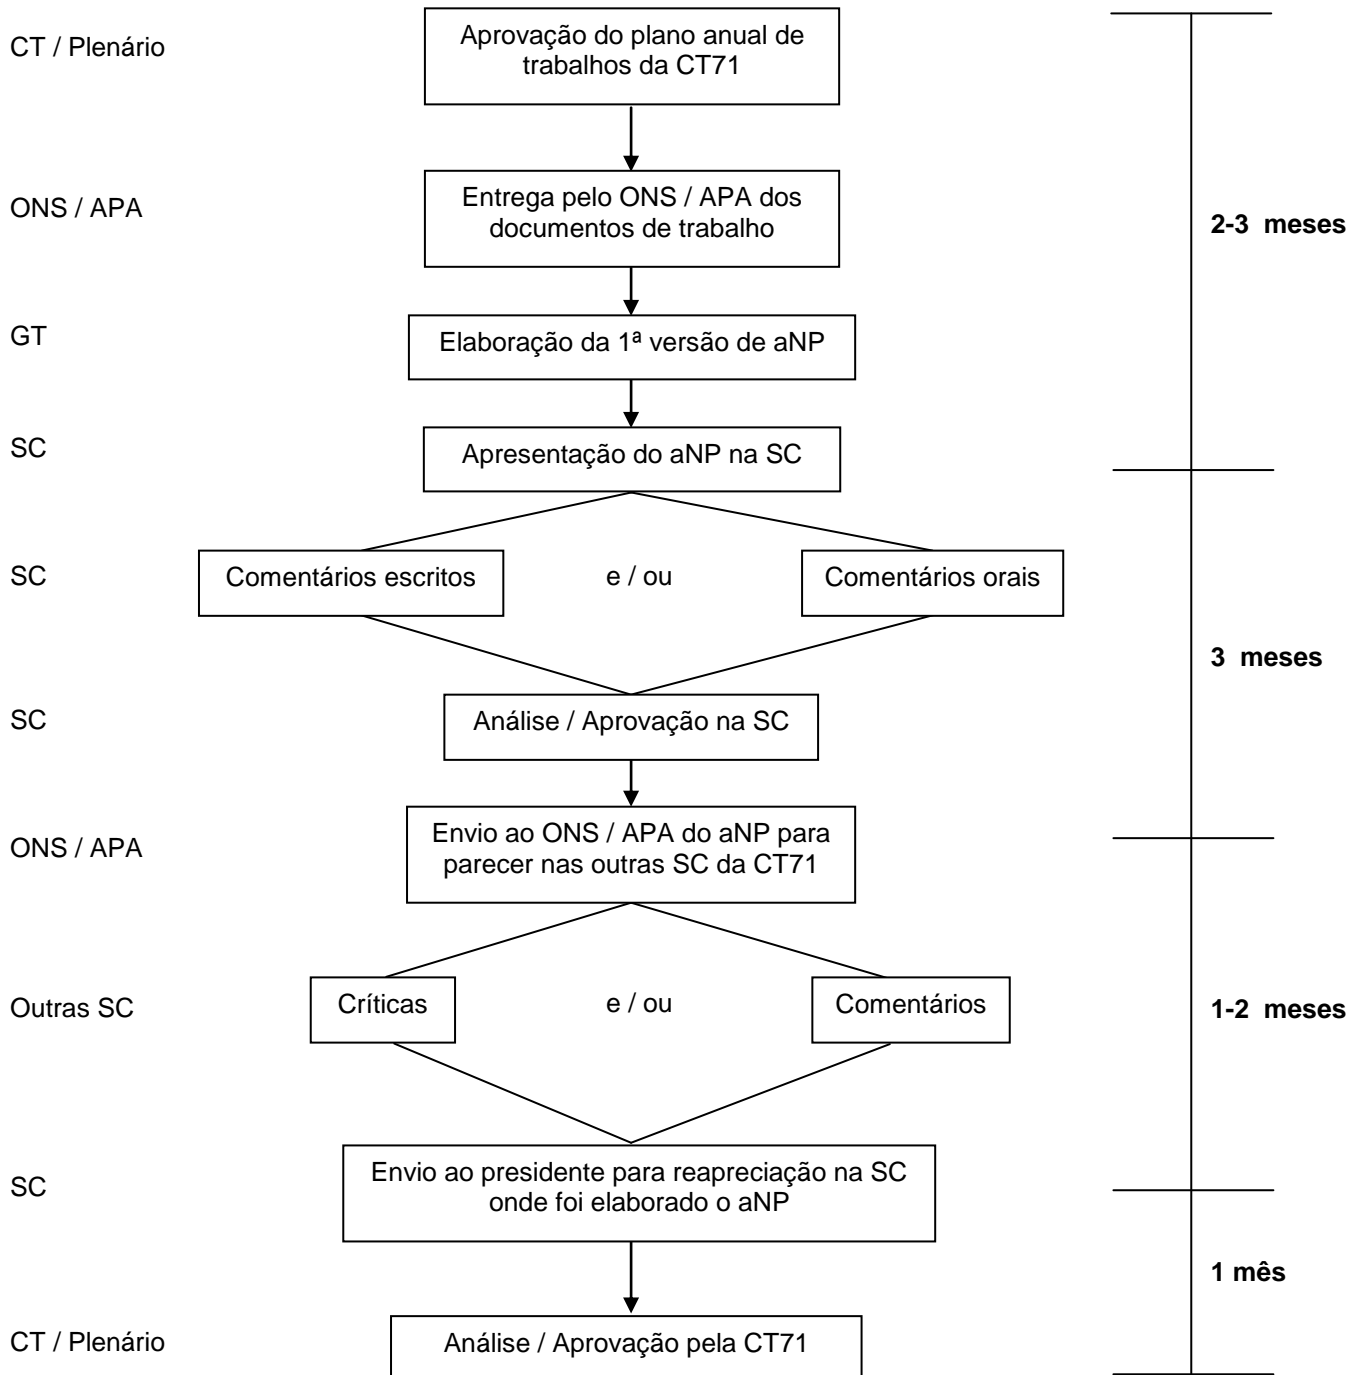 CT / Plenário
Aprovação do plano anual de
trabalhos da CT71
ONS / APA
Entrega pelo ONS / APA dos
documentos de trabalho
2-3 meses
GT
Elaboração da 1ª versão de aNP
SC
Apresentação do aNP na SC
SC
Comentários escritos
e / ou
Comentários orais
3 meses
SC
Análise / Aprovação na SC
ONS / APA
Envio ao ONS / APA do aNP para
parecer nas outras SC da CT71
Outras SC
Críticas
e / ou
Comentários
1-2 meses
SC
Envio ao presidente para reapreciação na SC
onde foi elaborado o aNP
1 mês
CT / Plenário
Análise / Aprovação pela CT71